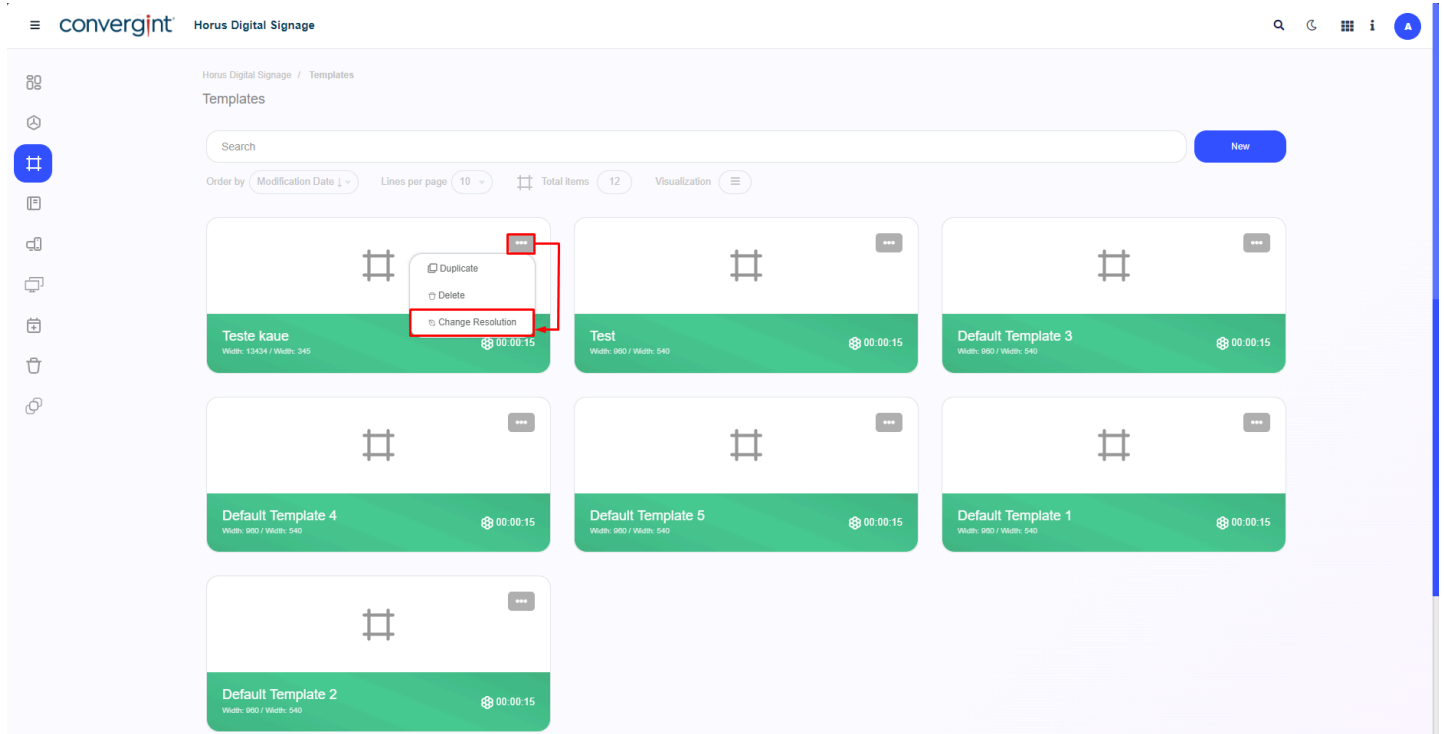 convergint Horus Digital Signage
i A
Horus Digital Signage / Templates
Templates
Search New
Order by Modification Date ↓ Lines per page 10 Total items 12 Visualization
Duplicate
Delete
Change Resolution
Teste kaue 00:00:15
Width: 13434 / Width: 345
Test 00:00:15
Width: 960 / Width: 540
Default Template 3 00:00:15
Width: 960 / Width: 540
Default Template 4 00:00:15
Width: 960 / Width: 540
Default Template 5 00:00:15
Width: 960 / Width: 540
Default Template 1 00:00:15
Width: 960 / Width: 540
Default Template 2 00:00:15
Width: 960 / Width: 540